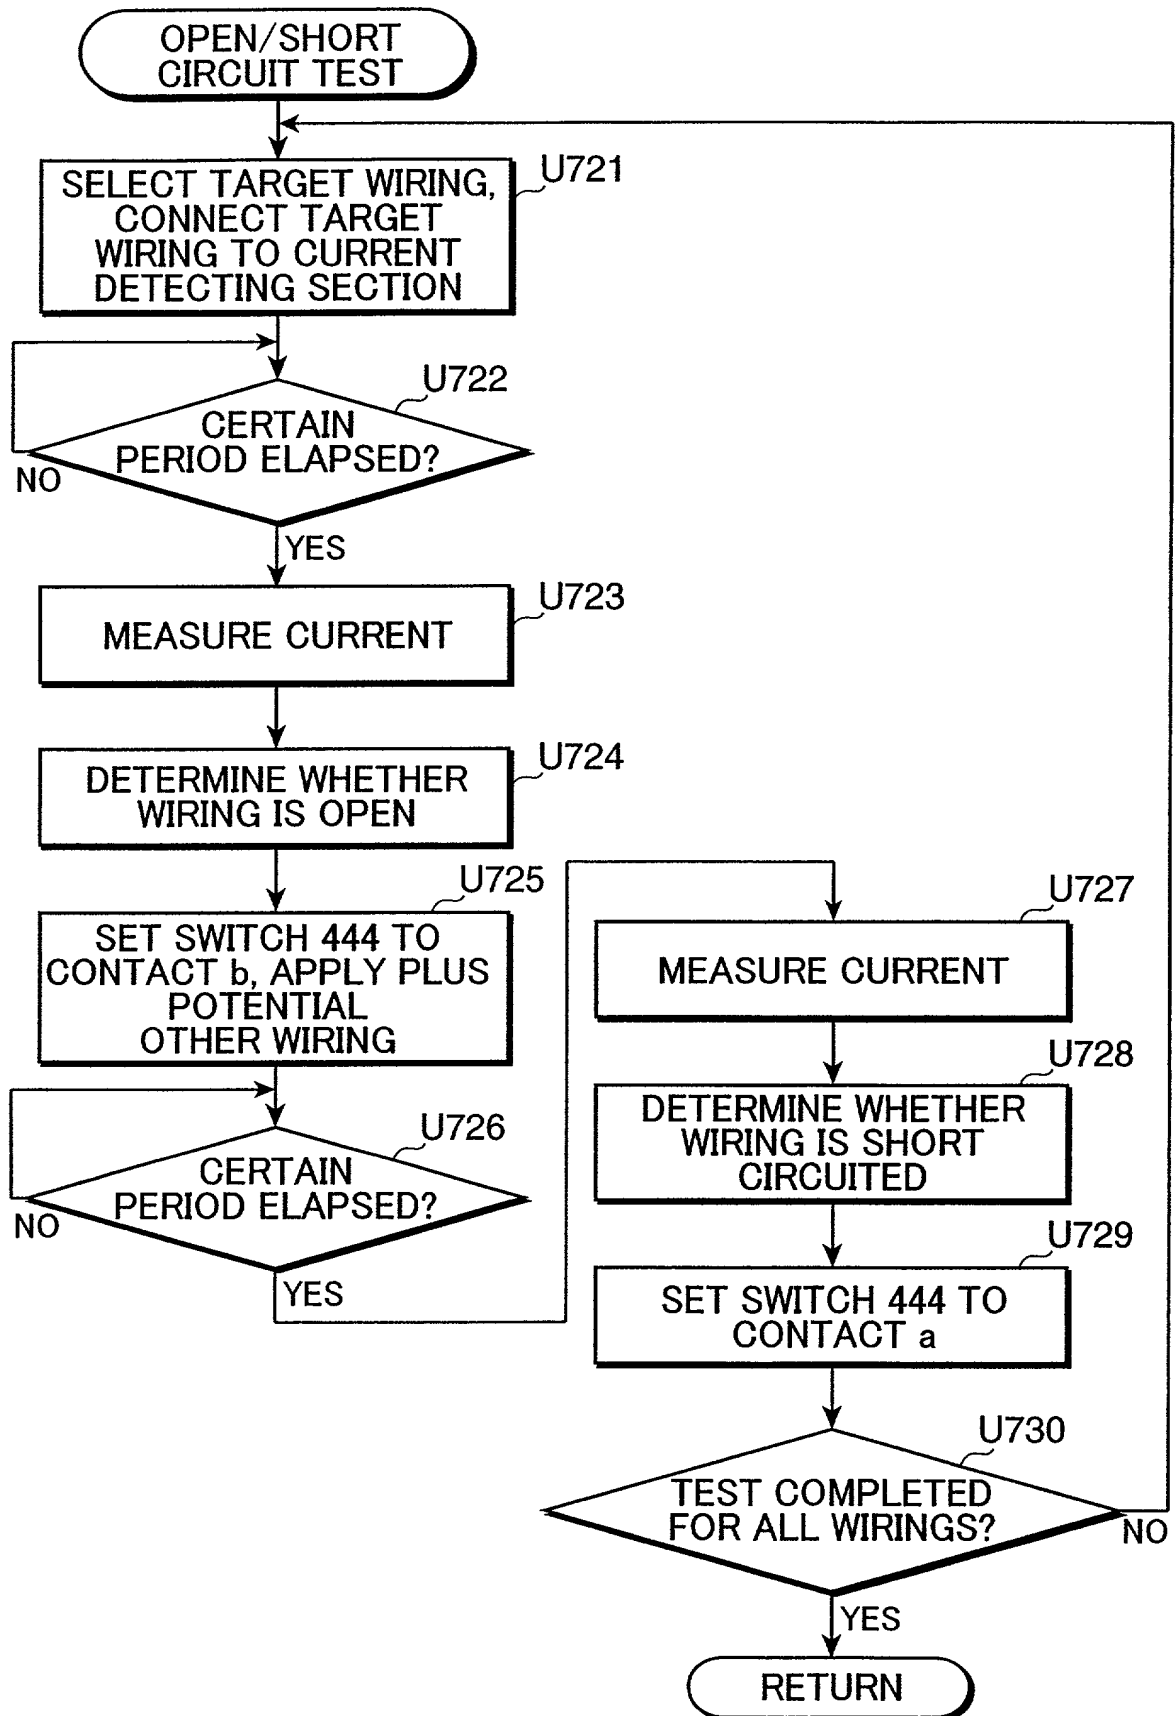 OPEN/SHORT
CIRCUIT TEST
U721
SELECT TARGET WIRING,
CONNECT TARGET
WIRING TO CURRENT
DETECTING SECTION
U722
CERTAIN
PERIOD ELAPSED?
NO
YES
U723
MEASURE CURRENT
U724
DETERMINE WHETHER
WIRING IS OPEN
U725
SET SWITCH 444 TO
CONTACT b, APPLY PLUS
POTENTIAL
OTHER WIRING
U726
CERTAIN
PERIOD ELAPSED?
NO
YES
U727
MEASURE CURRENT
U728
DETERMINE WHETHER
WIRING IS SHORT
CIRCUITED
U729
SET SWITCH 444 TO
CONTACT a
U730
TEST COMPLETED
FOR ALL WIRINGS?
NO
YES
RETURN